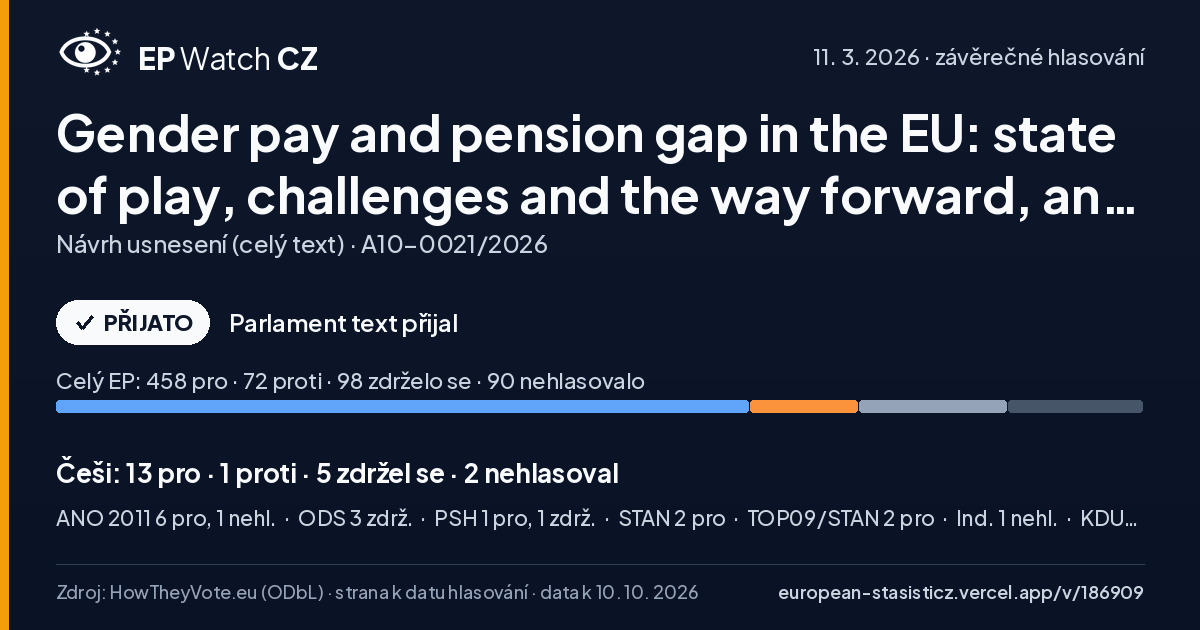 EP Watch CZ
11. 3. 2026 · závěrečné hlasování
Gender pay and pension gap in the EU: state
of play, challenges and the way forward, an…
Návrh usnesení (celý text) · A10–0021/2026
✓ PŘIJATO
Parlament text přijal
Celý EP: 458 pro · 72 proti · 98 zdrželo se · 90 nehlasovalo
Češi: 13 pro · 1 proti · 5 zdržel se · 2 nehlasoval
ANO 2011 6 pro, 1 nehl. · ODS 3 zdrž. · PSH 1 pro, 1 zdrž. · STAN 2 pro · TOP09/STAN 2 pro · Ind. 1 nehl. · KDU…
Zdroj: HowTheyVote.eu (ODbL) · strana k datu hlasování · data k 10. 10. 2026
european-stasisticz.vercel.app/v/186909